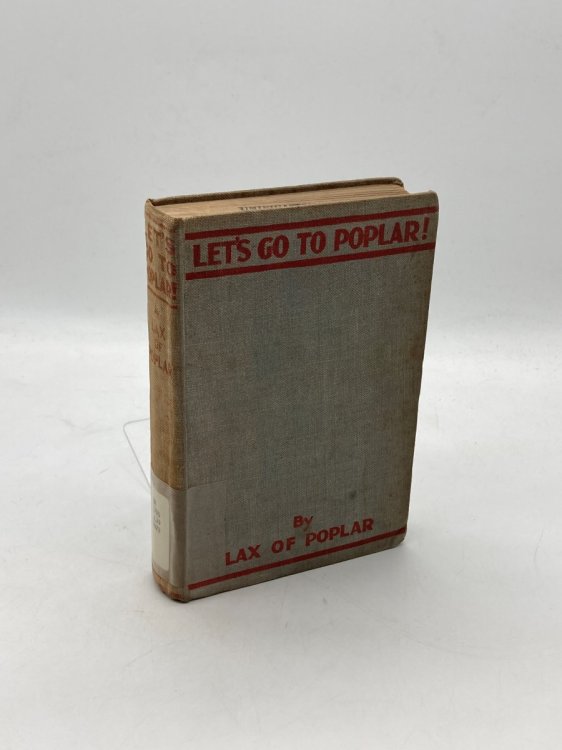 LET'S GO TO POPLAR!
By
LAX OF POPLAR
LET'S
GO TO
POPLAR!
LAX
OF
POPLAR